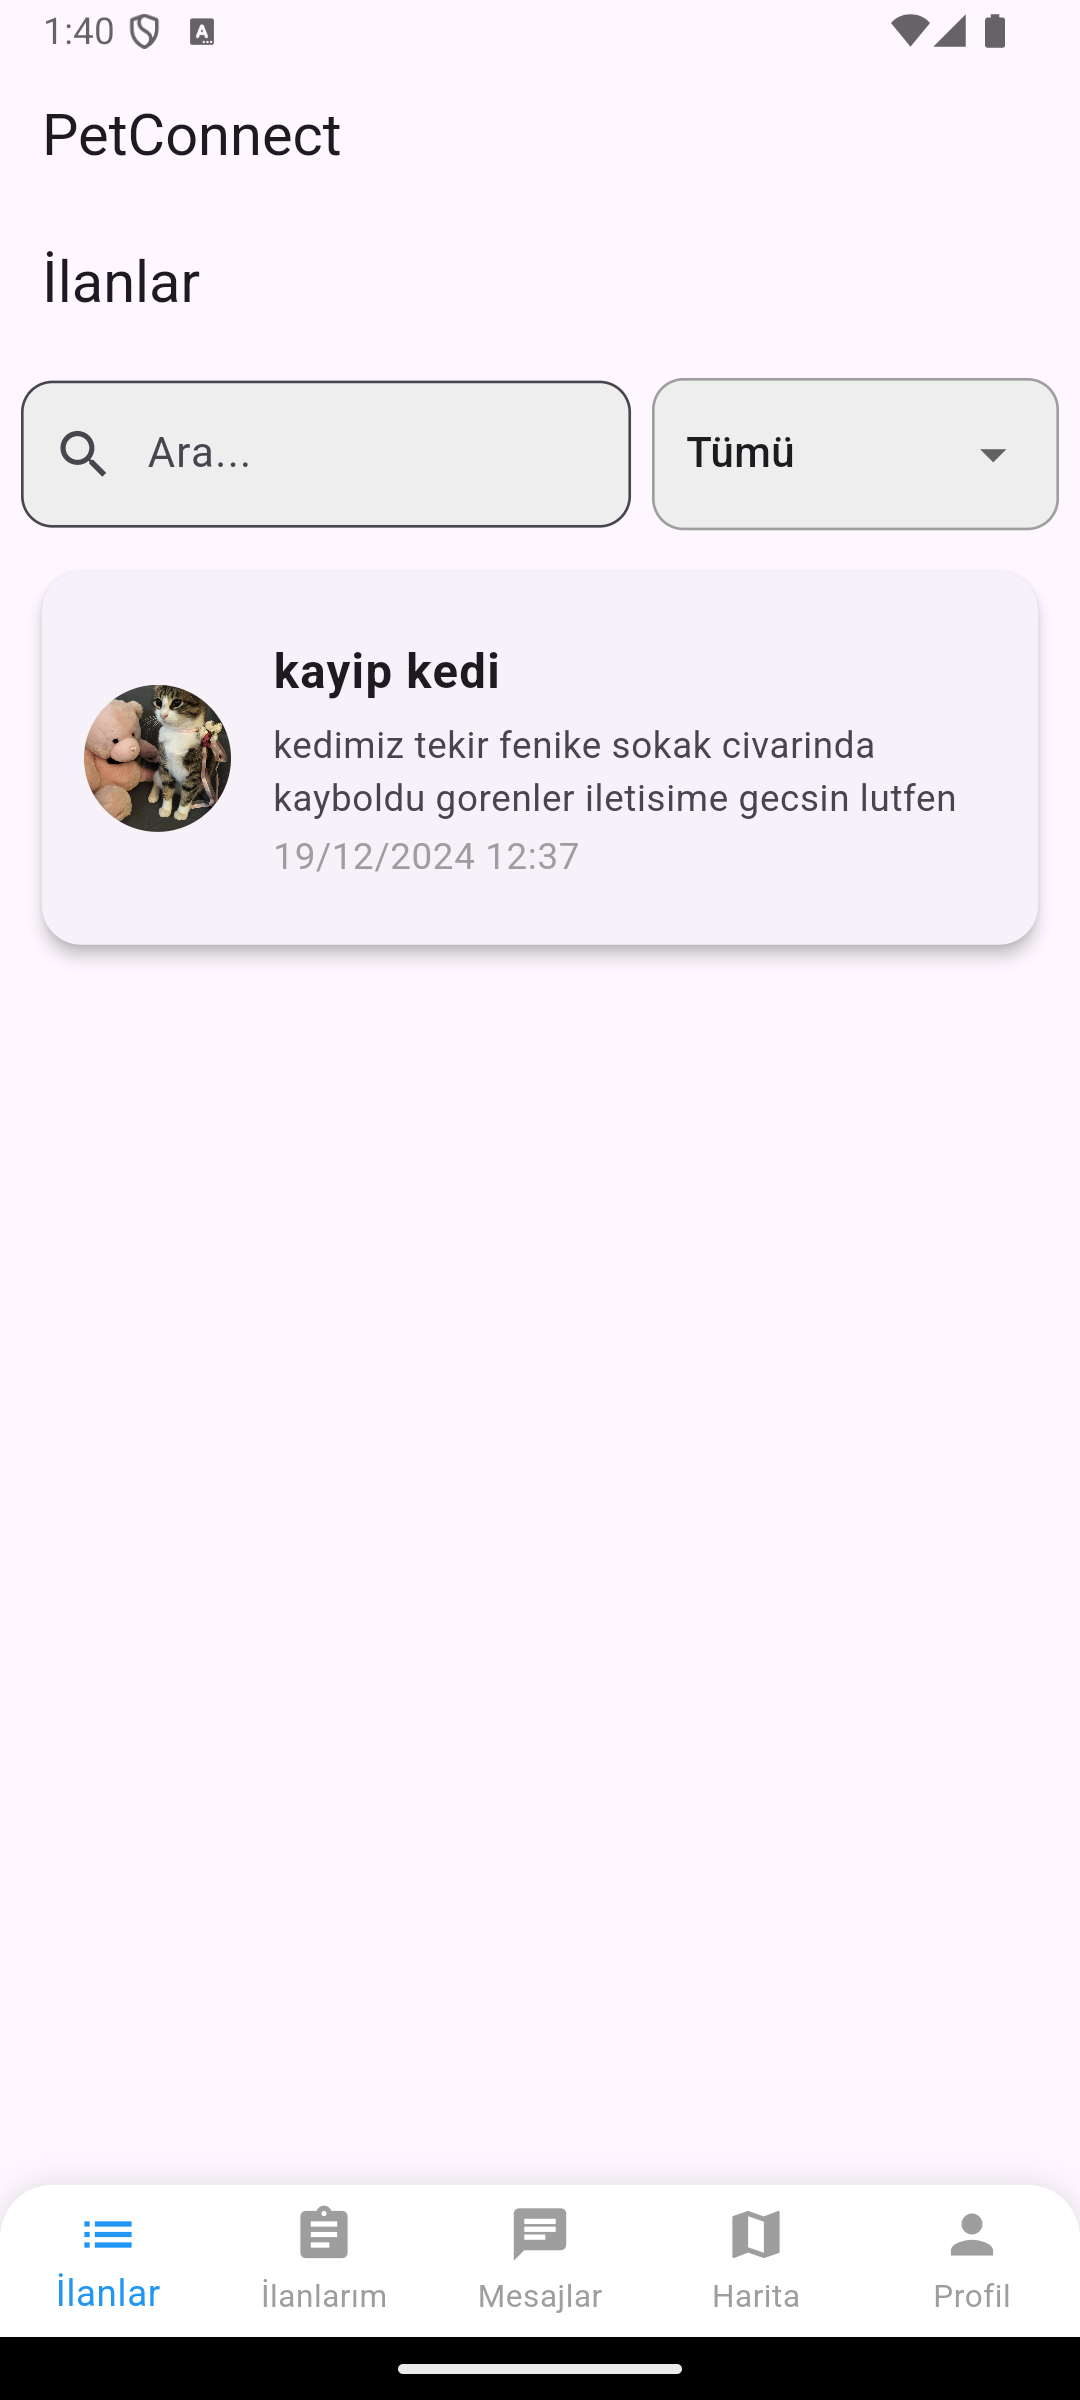 1:40
PetConnect
İlanlar
Ara...
Tümü
kayip kedi
kedimiz tekir fenike sokak civarinda
kayboldu gorenler iletisime gecsin lutfen
19/12/2024 12:37
İlanlar
İlanlarım
Mesajlar
Harita
Profil